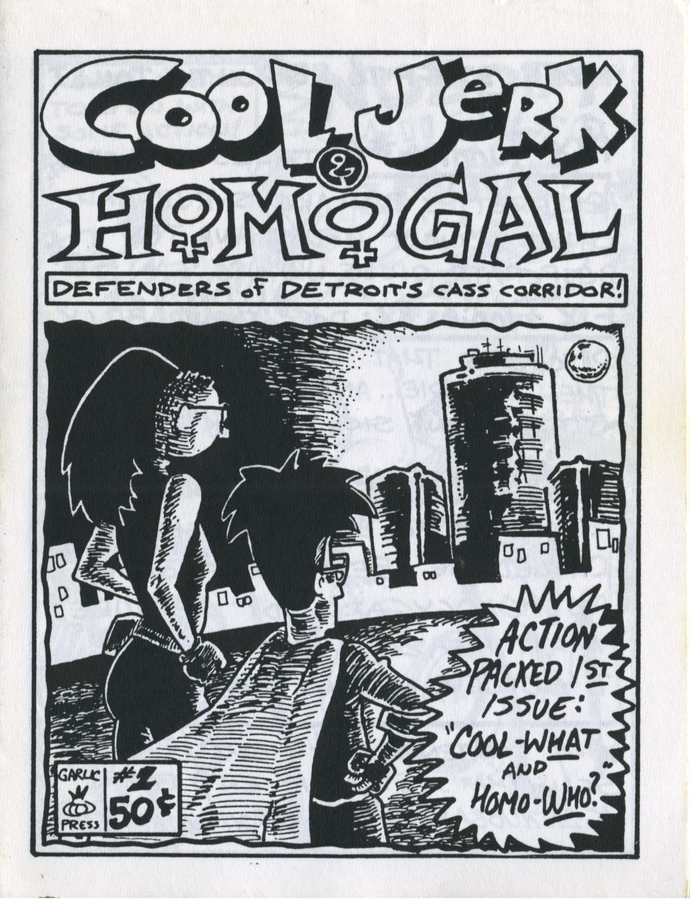 COOL JERK
&
HOMOGAL
DEFENDERS of DETROIT'S CASS CORRIDOR!
ACTION
PACKED 1ST
ISSUE:
"COOL-WHAT
AND
HOMO-WHO?"
GARLIC
PRESS
#1
50¢